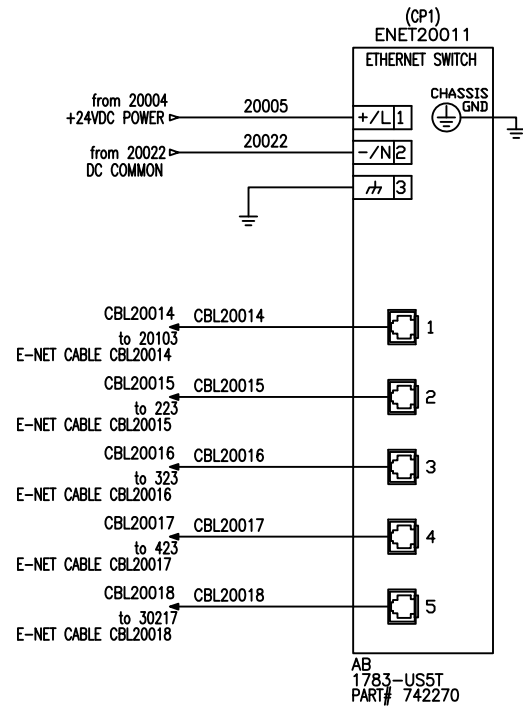 (CP1)
ENET20011
ETHERNET SWITCH
CHASSIS
GND
from 20004
+24VDC POWER
20005
+/L 1
from 20022
DC COMMON
20022
-/N 2
3
CBL20014
CBL20014
1
to 20103
E-NET CABLE CBL20014
CBL20015
CBL20015
2
to 223
E-NET CABLE CBL20015
CBL20016
CBL20016
3
to 323
E-NET CABLE CBL20016
CBL20017
CBL20017
4
to 423
E-NET CABLE CBL20017
CBL20018
CBL20018
5
to 30217
E-NET CABLE CBL20018
AB
1783-US5T
PART# 742270